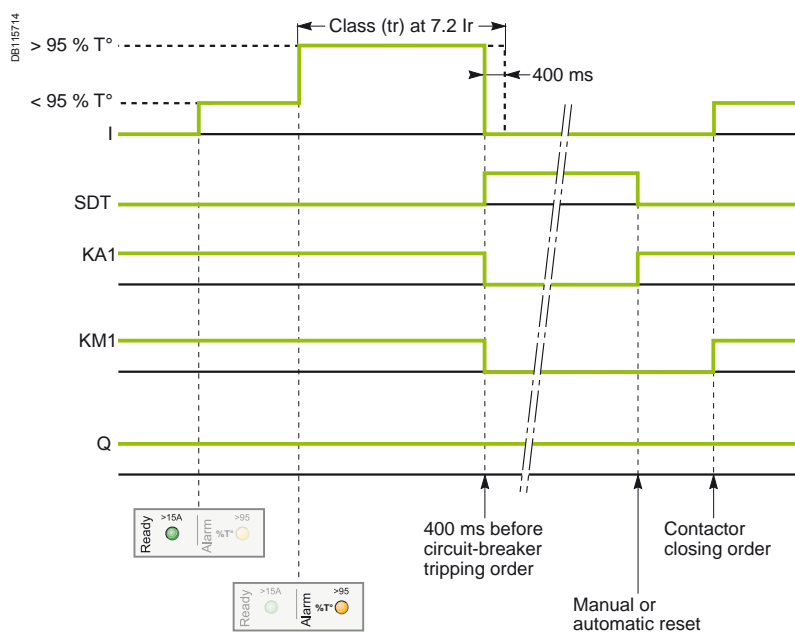 DB115714
Class (tr) at 7.2 Ir
> 95 % T°
400 ms
< 95 % T°
I
SDT
KA1
KM1
Q
Ready
>15A
Alarm
%T°
>95
400 ms before
circuit-breaker
tripping order
Contactor
closing order
Ready
>15A
Alarm
%T°
>95
Manual or
automatic reset